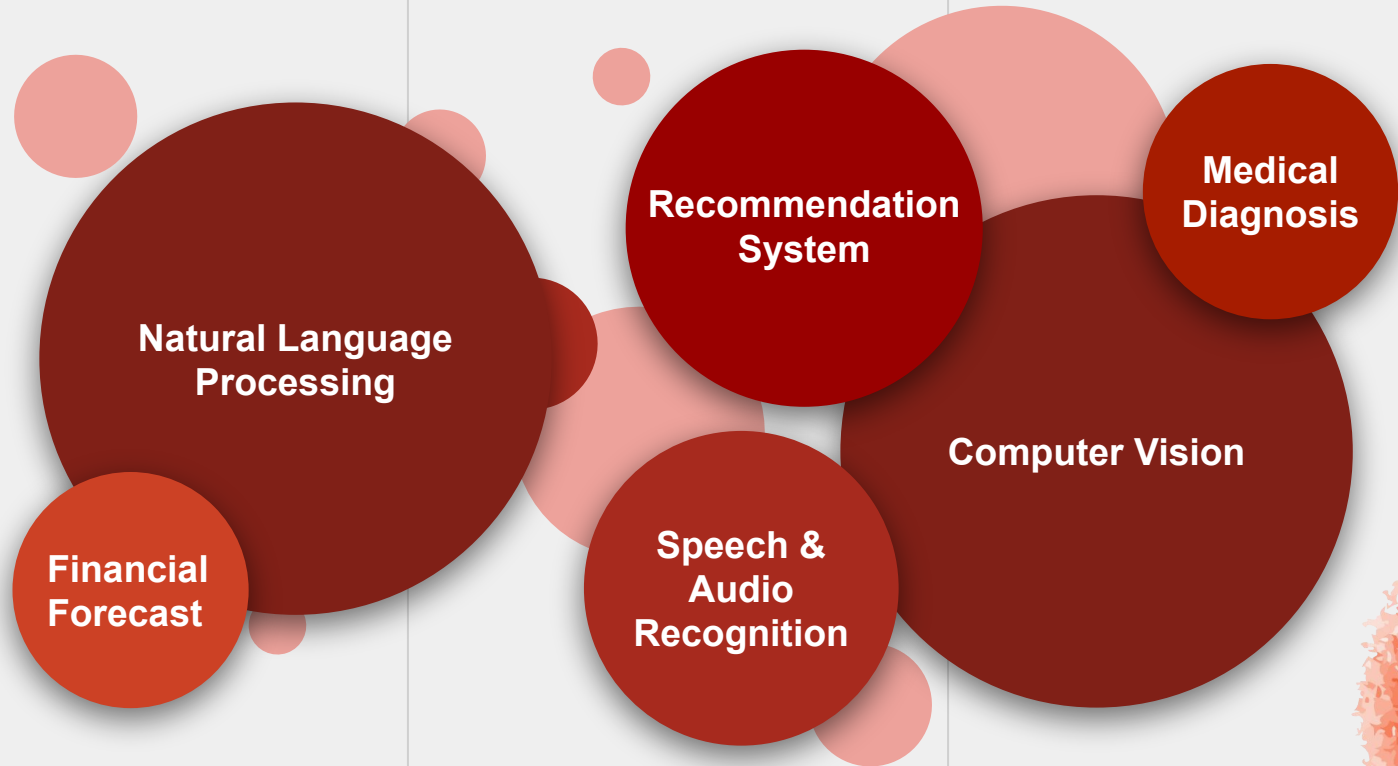 Recommendation
System
Medical
Diagnosis
Natural Language
Processing
Computer Vision
Financial
Forecast
Speech &
Audio
Recognition